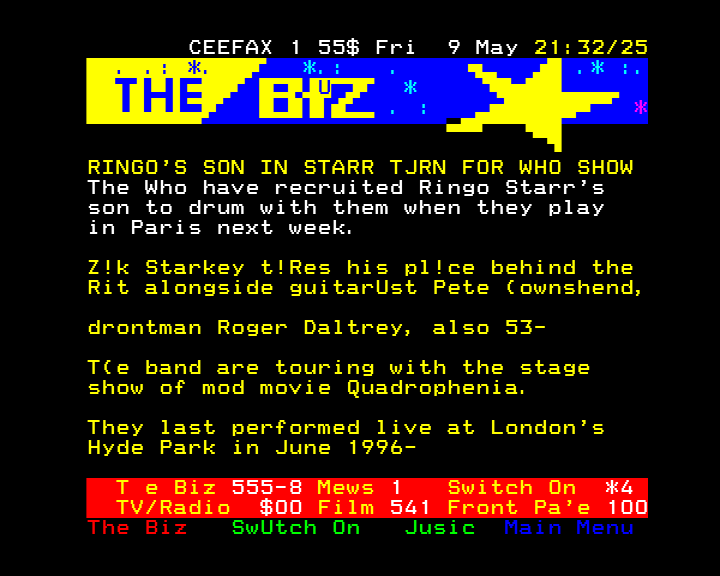 CEEFAX 1 55$ Fri  9 May 21:32/25
THE BIZ
RINGO'S SON IN STARR TJRN FOR WHO SHOW
The Who have recruited Ringo Starr's
son to drum with them when they play
in Paris next week.
Z!k Starkey t!Res his pl!ce behind the
Rit alongside guitarUst Pete (ownshend,
drontman Roger Daltrey, also 53-
T(e band are touring with the stage
show of mod movie Quadrophenia.
They last performed live at London's
Hyde Park in June 1996-
T e Biz 555-8 Mews 1   Switch On  *4
TV/Radio  $00 Film 541 Front Pa'e 100
The Biz   SwUtch On   Jusic  Main Menu